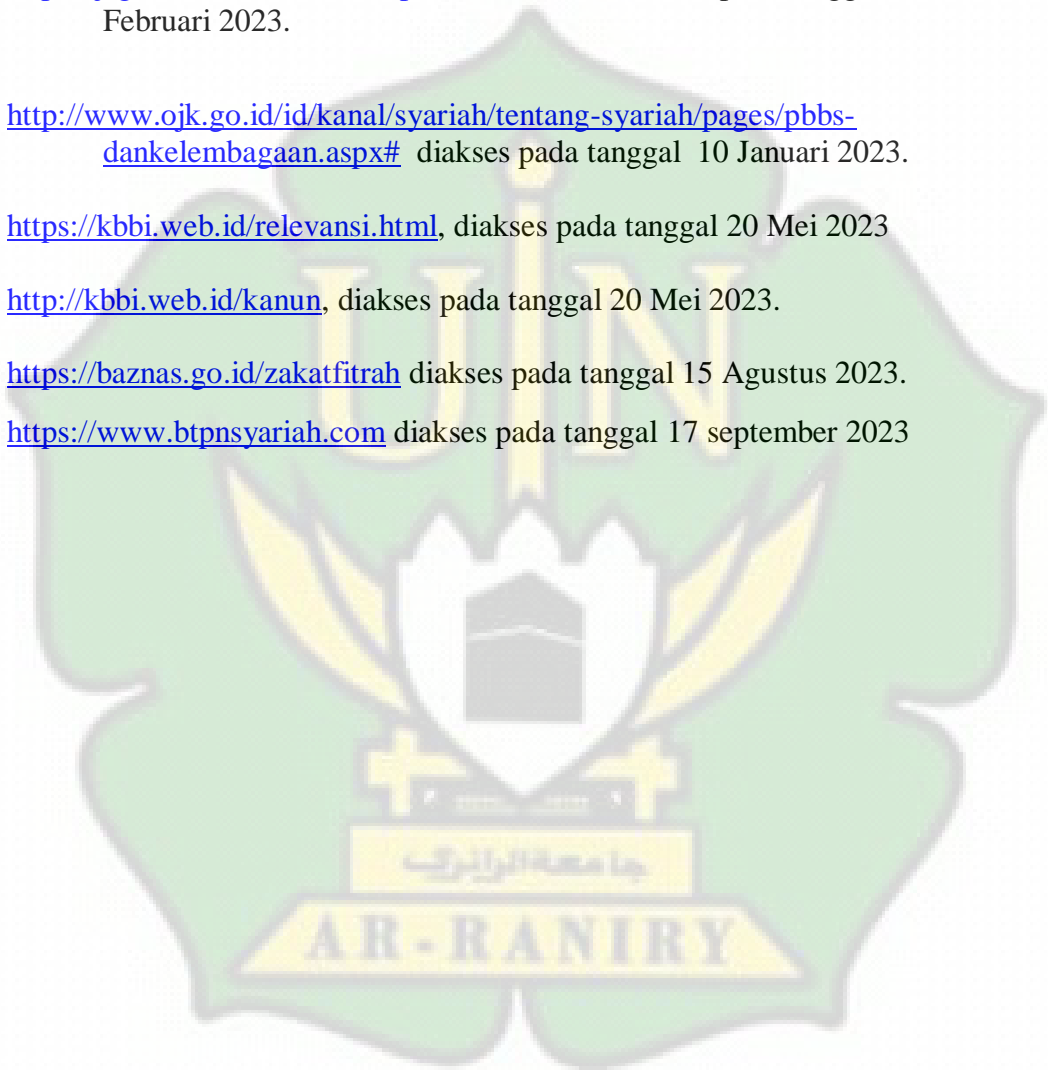 Februari 2023.
http://www.ojk.go.id/id/kanal/syariah/tentang-syariah/pages/pbbs-
dankelembagaan.aspx# diakses pada tanggal 10 Januari 2023.
https://kbbi.web.id/relevansi.html, diakses pada tanggal 20 Mei 2023
http://kbbi.web.id/kanun, diakses pada tanggal 20 Mei 2023.
https://baznas.go.id/zakatfitrah diakses pada tanggal 15 Agustus 2023.
https://www.btpnsyariah.com diakses pada tanggal 17 september 2023
UIN
جامعة الرانري
AR-RANIRY